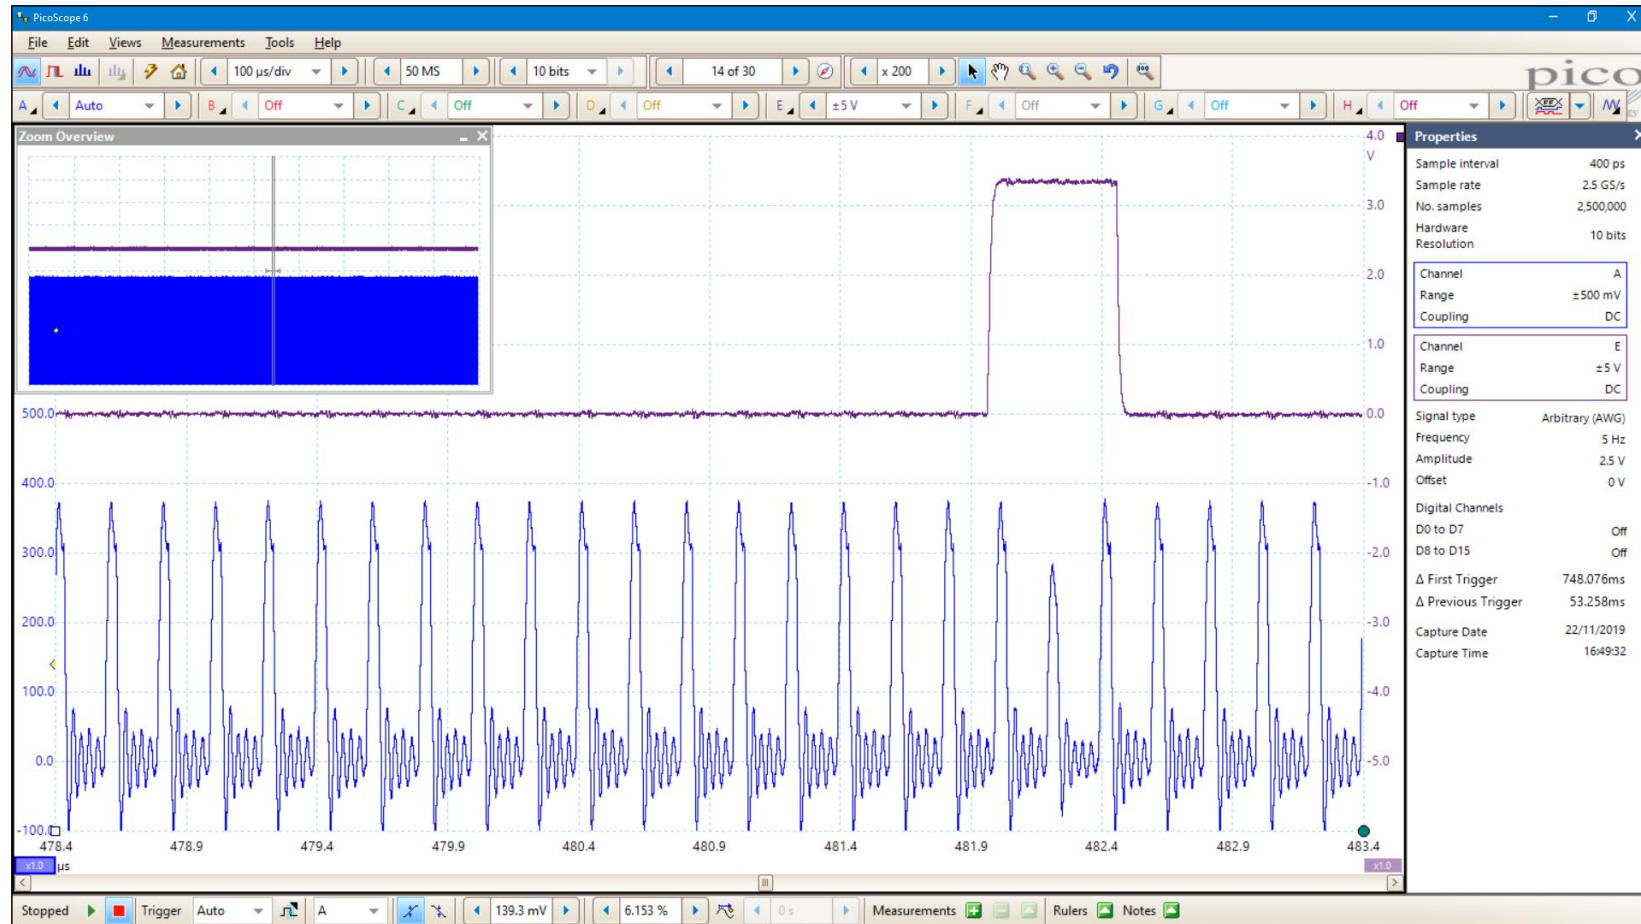 PicoScope 6
File Edit Views Measurements Tools Help
100 µs/div 50 MS 10 bits 14 of 30 x 200
pico
A Auto B Off C Off D Off E ±5 V F Off G Off H Off
Zoom Overview
4.0
V
3.0
2.0
1.0
0.0
-1.0
-2.0
-3.0
-4.0
-5.0
500.0
400.0
300.0
200.0
100.0
0.0
-100.0
478.4 478.9 479.4 479.9 480.4 480.9 481.4 481.9 482.4 482.9 483.4
x1.0 µs x1.0
Properties
Sample interval 400 ps
Sample rate 2.5 GS/s
No. samples 2,500,000
Hardware
Resolution 10 bits
Channel A
Range ±500 mV
Coupling DC
Channel E
Range ±5 V
Coupling DC
Signal type Arbitrary (AWG)
Frequency 5 Hz
Amplitude 2.5 V
Offset 0 V
Digital Channels
D0 to D7 Off
D8 to D15 Off
Δ First Trigger 748.076ms
Δ Previous Trigger 53.258ms
Capture Date 22/11/2019
Capture Time 16:49:32
Stopped Trigger Auto A 139.3 mV 6.153 % 0 s Measurements Rulers Notes